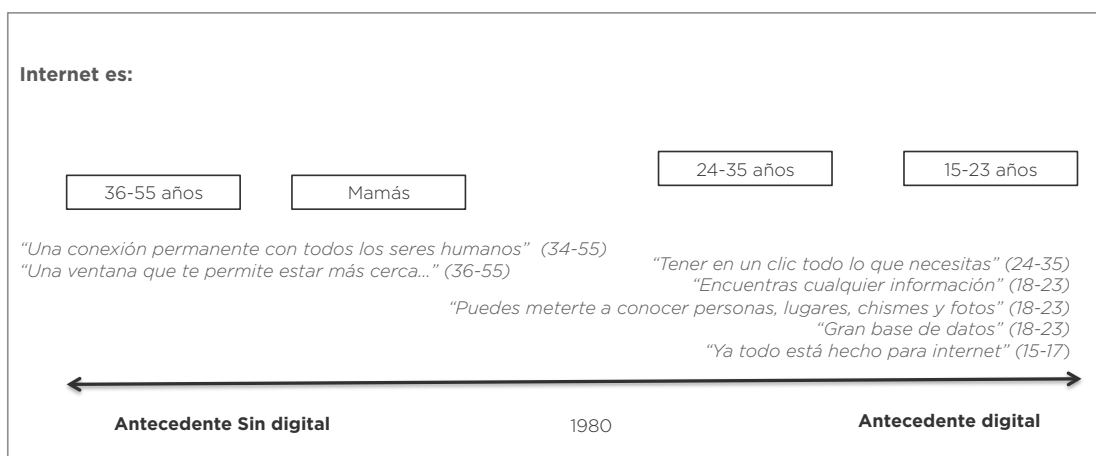 Internet es:
24-35 años
15-23 años
36-55 años
Mamás
“Una conexión permanente con todos los seres humanos” (34-55)
“Una ventana que te permite estar más cerca...” (36-55)
“Tener en un clic todo lo que necesitas” (24-35)
“Encuentras cualquier información” (18-23)
“Puedes meterte a conocer personas, lugares, chismes y fotos” (18-23)
“Gran base de datos” (18-23)
“Ya todo está hecho para internet” (15-17)
Antecedente Sin digital
1980
Antecedente digital